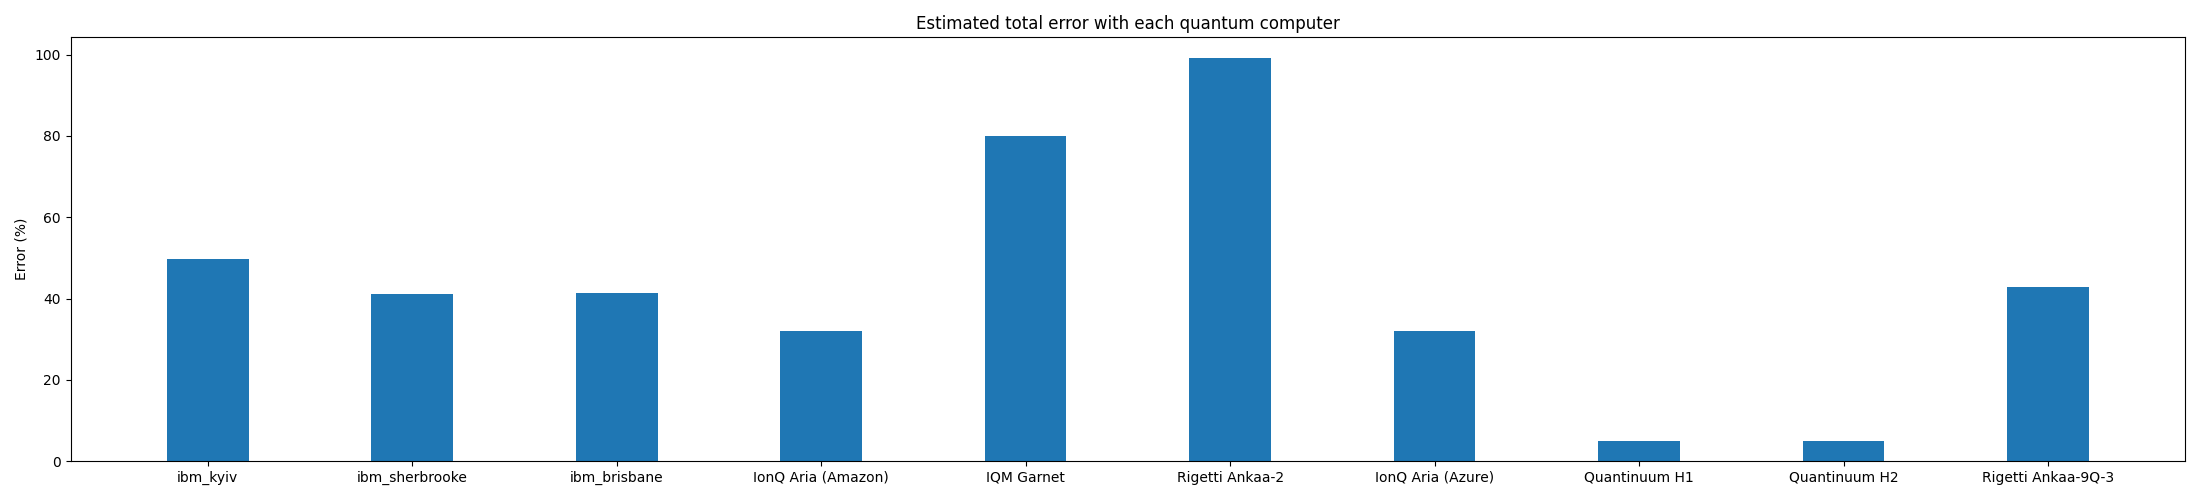 Estimated total error with each quantum computer
Error (%)
100
80
60
40
20
0
ibm_kyiv
ibm_sherbrooke
ibm_brisbane
IonQ Aria (Amazon)
IQM Garnet
Rigetti Ankaa-2
IonQ Aria (Azure)
Quantinuum H1
Quantinuum H2
Rigetti Ankaa-9Q-3